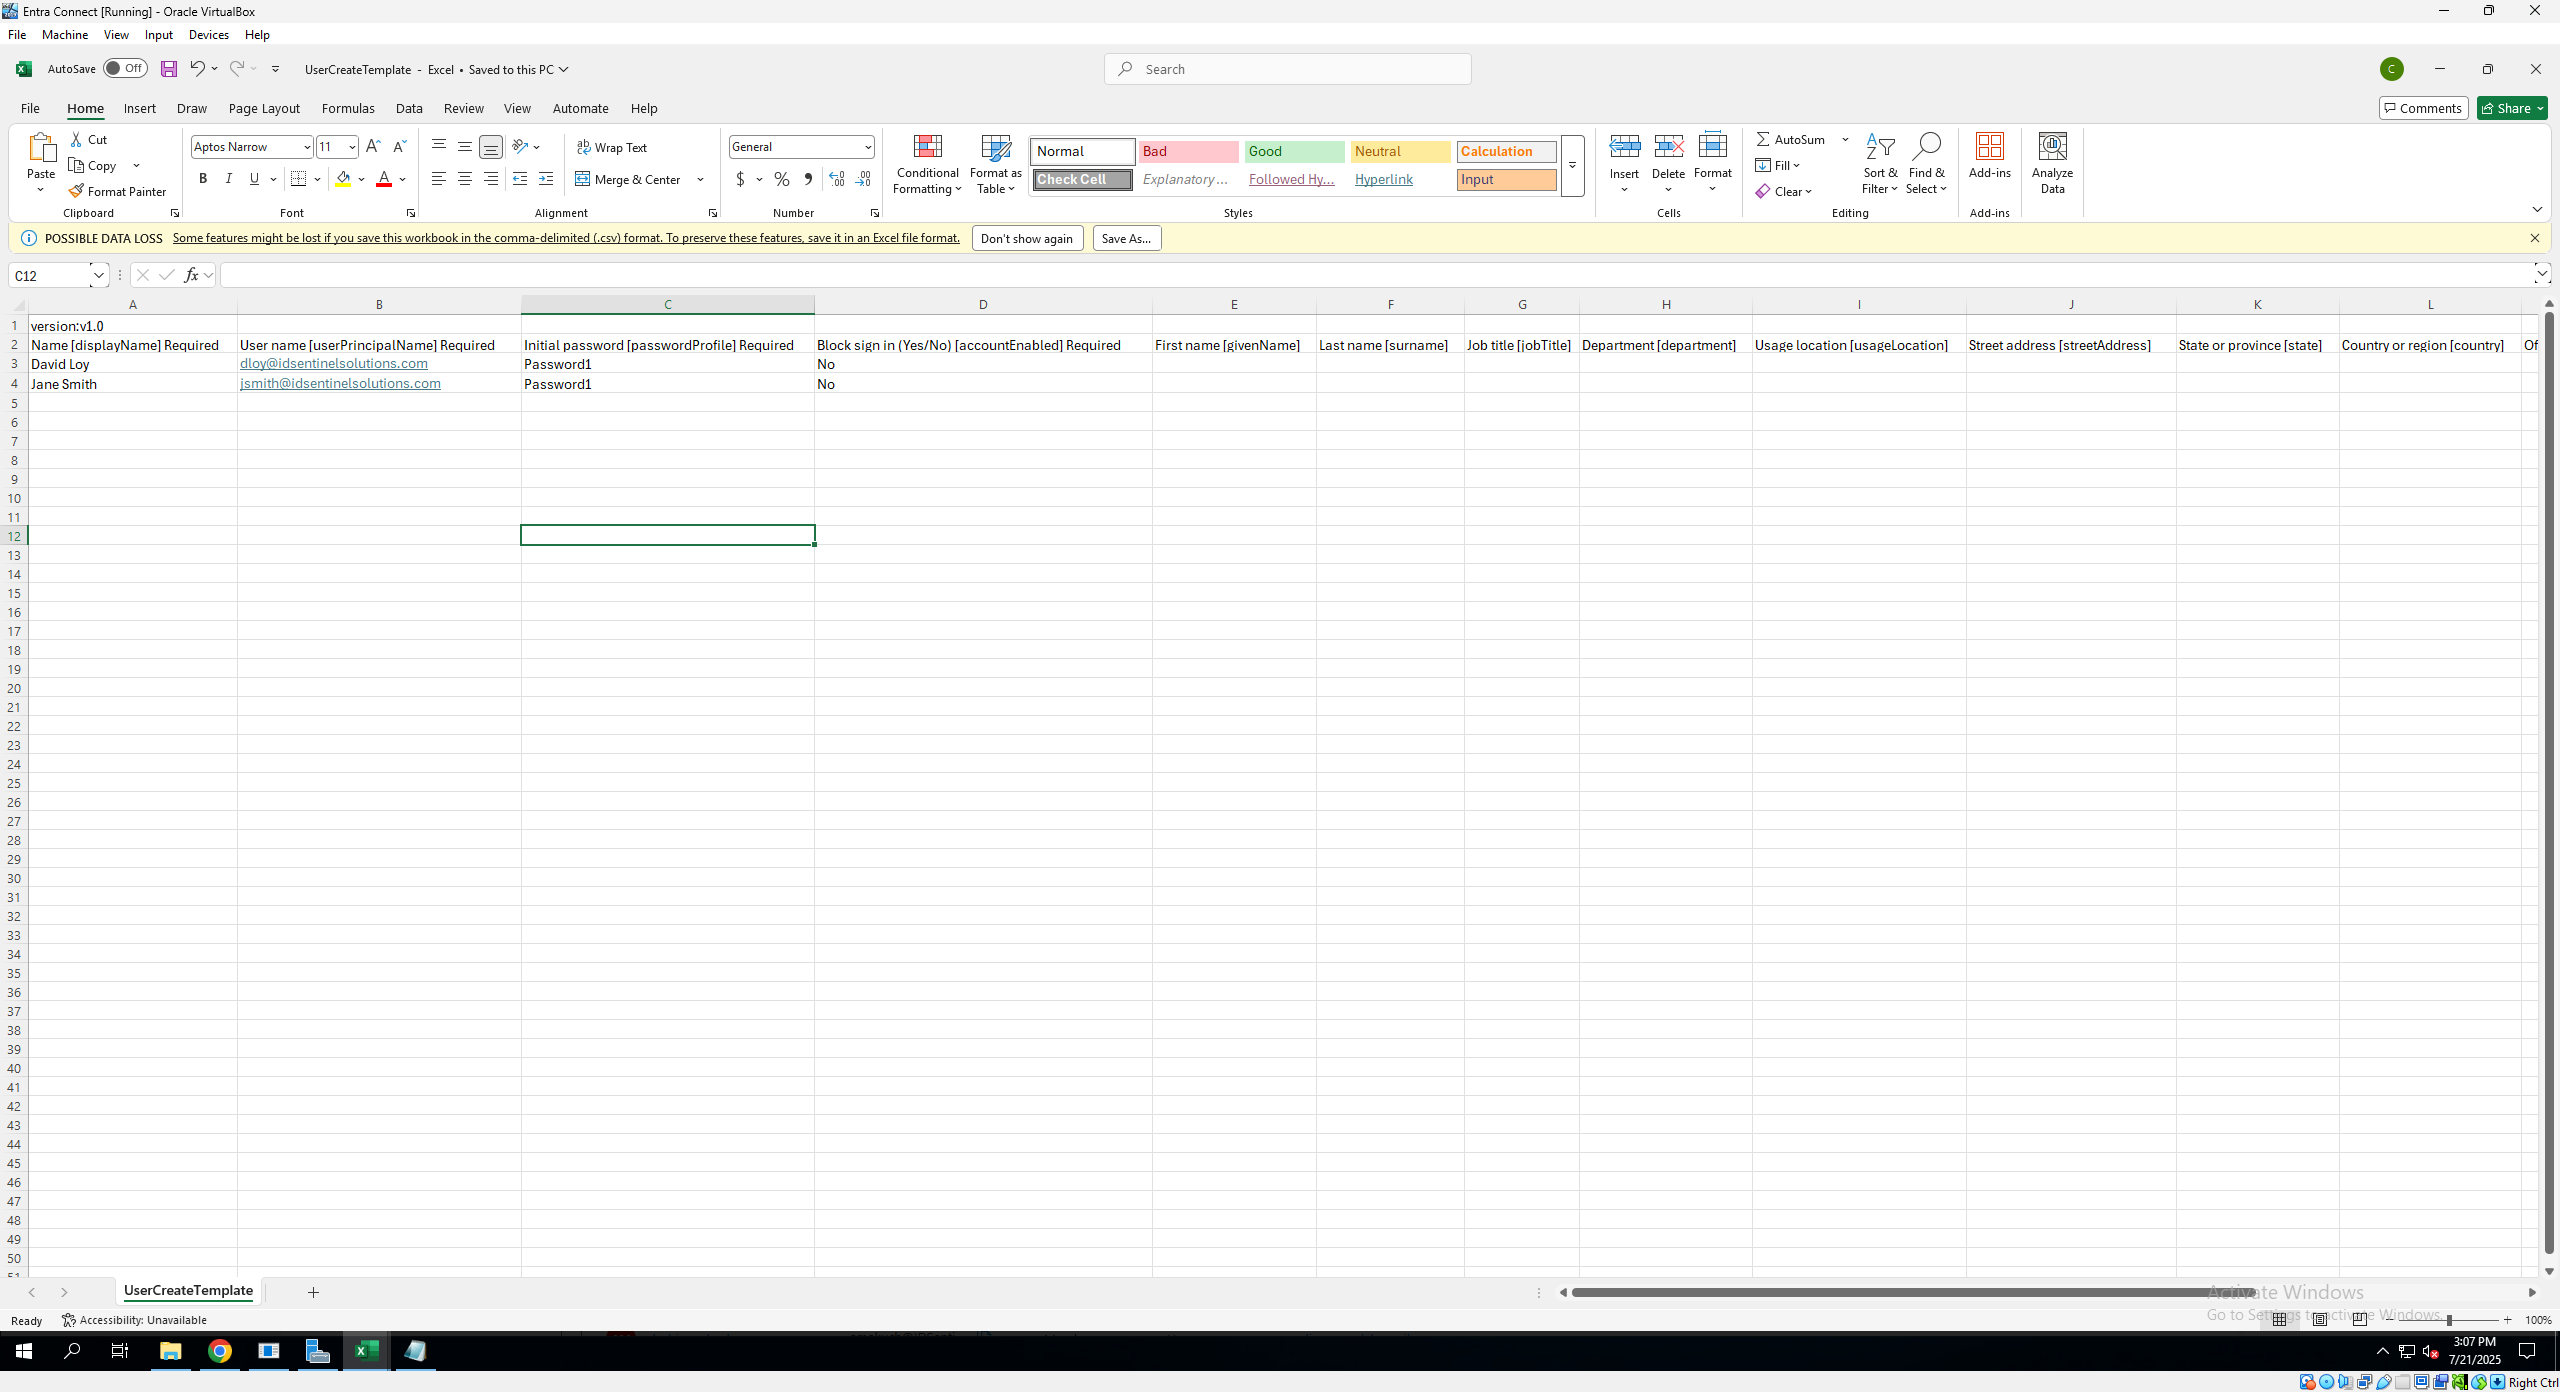 Entra Connect [Running] - Oracle VirtualBox
File Machine View Input Devices Help
AutoSave Off UserCreateTemplate - Excel • Saved to this PC Search C
File Home Insert Draw Page Layout Formulas Data Review View Automate Help Comments Share
Paste Cut Copy Format Painter Clipboard
Aptos Narrow 11 B I U A Font
Wrap Text Merge & Center Alignment
General $ % Number
Conditional Formatting Format as Table
Normal Bad Good Neutral Calculation
Check Cell Explanatory ... Followed Hy... Hyperlink Input
Styles
Insert Delete Format Cells
AutoSum Fill Clear Sort & Filter Find & Select Editing
Add-ins Add-ins
Analyze Data
POSSIBLE DATA LOSS Some features might be lost if you save this workbook in the comma-delimited (.csv) format. To preserve these features, save it in an Excel file format. Don't show again Save As...
C12 fx
A B C D E F G H I J K L
1 version:v1.0
2 Name [displayName] Required User name [userPrincipalName] Required Initial password [passwordProfile] Required Block sign in (Yes/No) [accountEnabled] Required First name [givenName] Last name [surname] Job title [jobTitle] Department [department] Usage location [usageLocation] Street address [streetAddress] State or province [state] Country or region [country] Of
3 David Loy dloy@idsentinelsolutions.com Password1 No
4 Jane Smith jsmith@idsentinelsolutions.com Password1 No
5
6
7
8
9
10
11
12
13
14
15
16
17
18
19
20
21
22
23
24
25
26
27
28
29
30
31
32
33
34
35
36
37
38
39
40
41
42
43
44
45
46
47
48
49
50
51
UserCreateTemplate +
Activate Windows
Go to Settings to activate Windows.
Ready Accessibility: Unavailable 100%
3:07 PM
7/21/2025
Right Ctrl